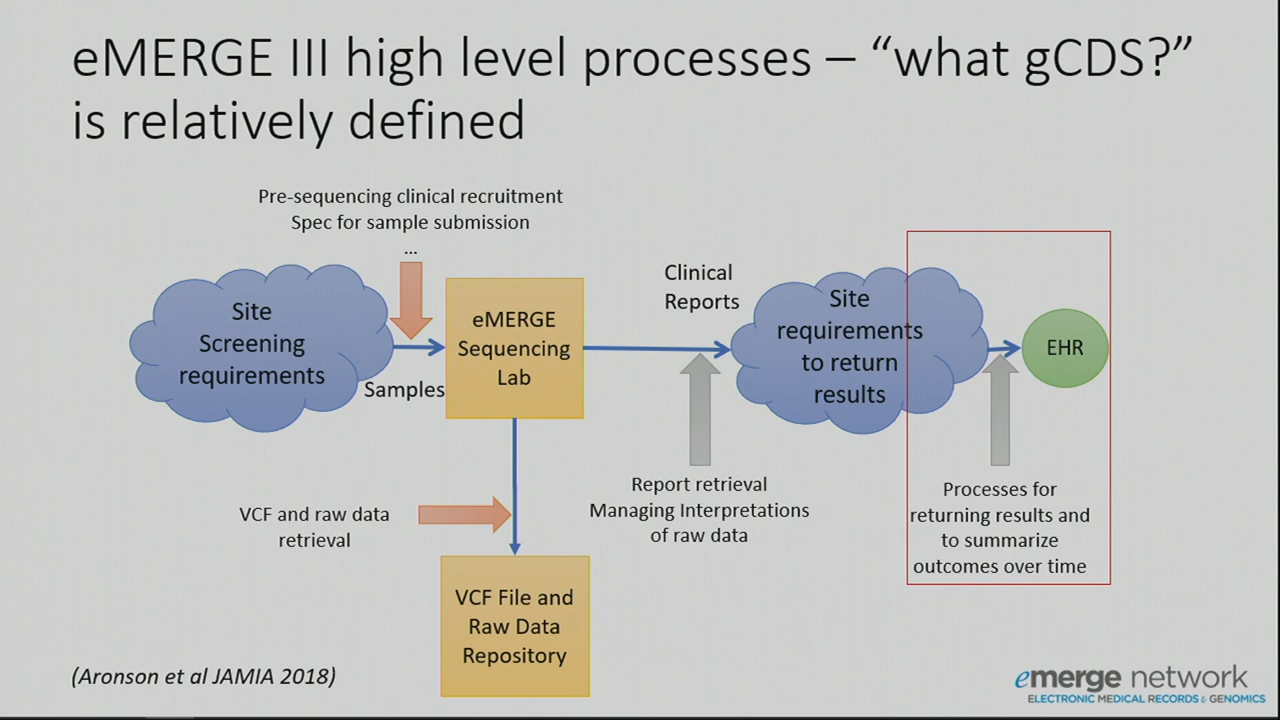 eMERGE III high level processes – “what gCDS?”
is relatively defined
Pre-sequencing clinical recruitment
Spec for sample submission
...
Site
Screening
requirements
Samples
eMERGE
Sequencing
Lab
Clinical
Reports
Site
requirements
to return
results
EHR
VCF and raw data
retrieval
Report retrieval
Managing Interpretations
of raw data
Processes for
returning results and
to summarize
outcomes over time
VCF File and
Raw Data
Repository
(Aronson et al JAMIA 2018)
emerge network
ELECTRONIC MEDICAL RECORDS & GENOMICS